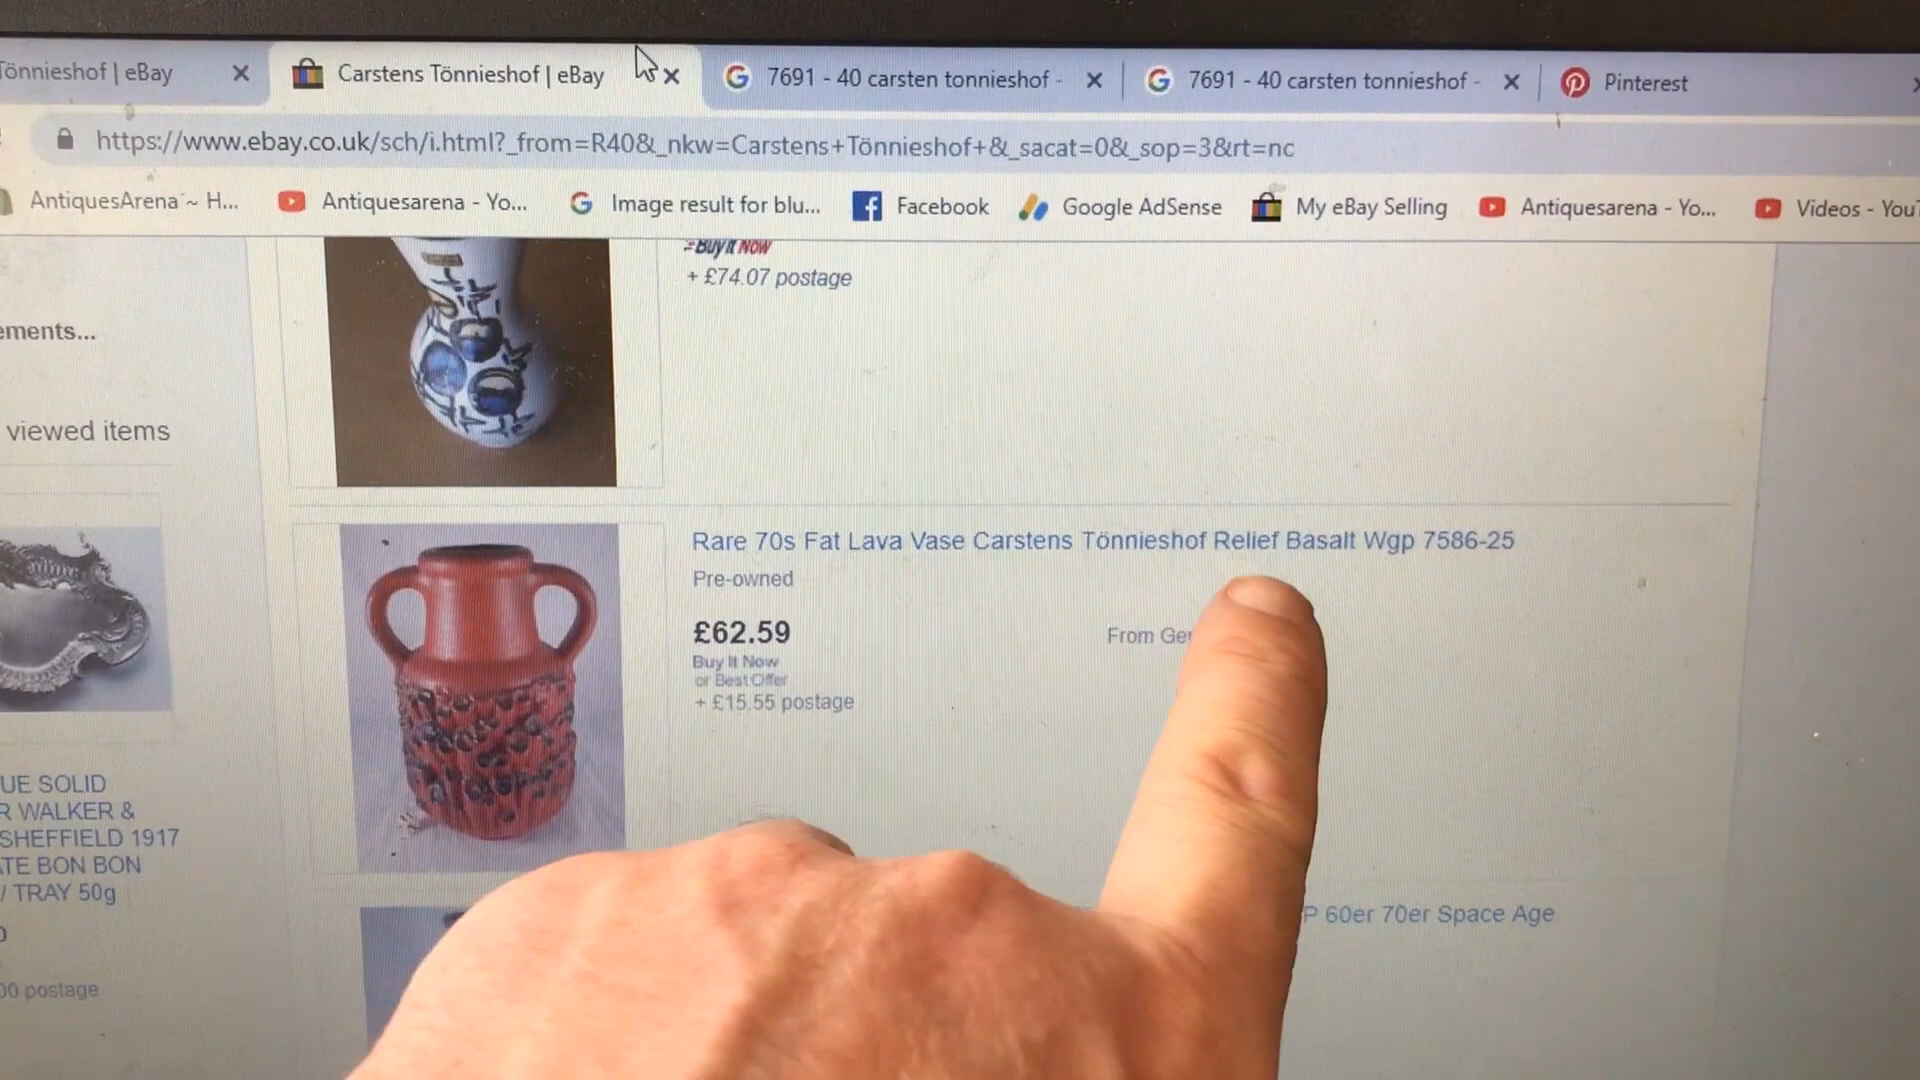 Tönnieshof | eBay
Carstens Tönnieshof | eBay
7691 - 40 carsten tonnieshof -
7691 - 40 carsten tonnieshof -
Pinterest
https://www.ebay.co.uk/sch/i.html?_from=R40&_nkw=Carstens+Tönnieshof+&_sacat=0&_sop=3&rt=nc
AntiquesArena ~ H...
Antiquesarena - Yo...
Image result for blu...
Facebook
Google AdSense
My eBay Selling
Antiquesarena - Yo...
Videos - YouT
Buy It Now
+ £74.07 postage
ements...
viewed items
Rare 70s Fat Lava Vase Carstens Tönnieshof Relief Basalt Wgp 7586-25
Pre-owned
£62.59
From Ger
Buy It Now
or Best Offer
+ £15.55 postage
UE SOLID
R WALKER &
SHEFFIELD 1917
ATE BON BON
/ TRAY 50g
00 postage
P 60er 70er Space Age